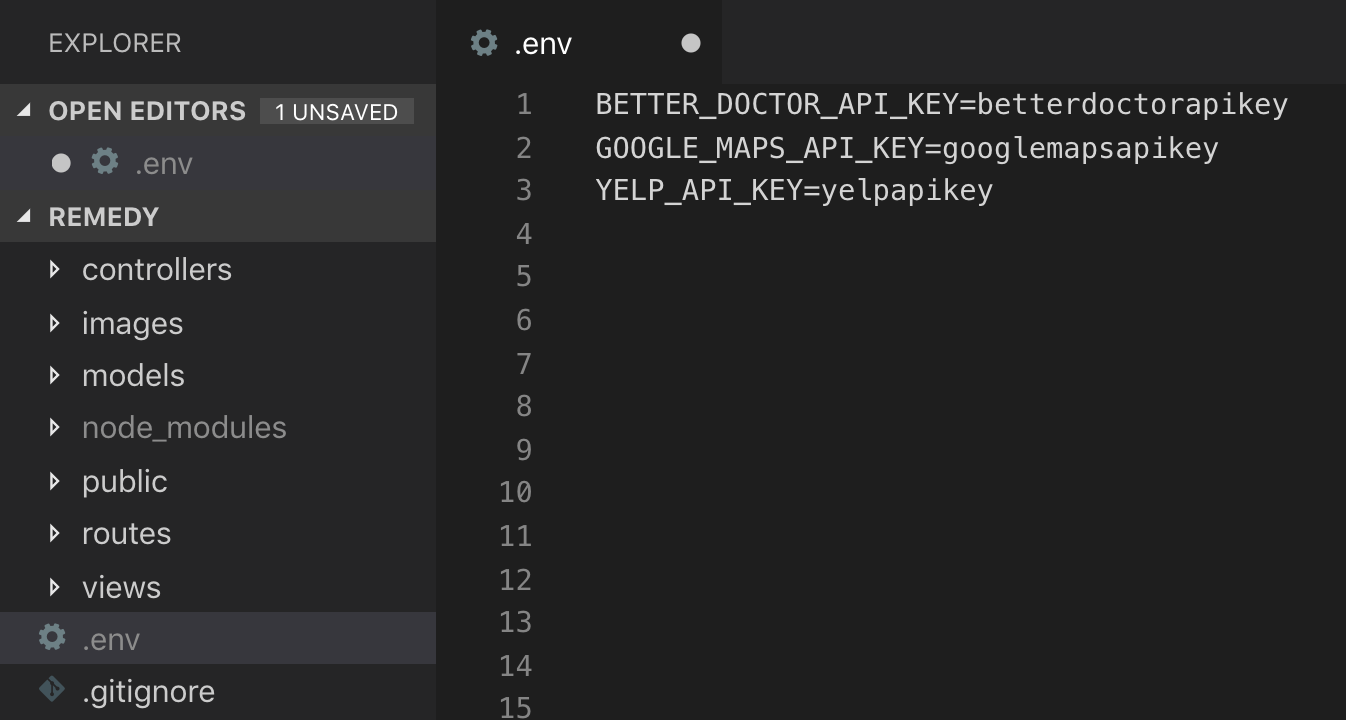 EXPLORER
OPEN EDITORS 1 UNSAVED
.env
REMEDY
controllers
images
models
node_modules
public
routes
views
.env
.gitignore
.env
1 BETTER_DOCTOR_API_KEY=betterdoctorapikey
2 GOOGLE_MAPS_API_KEY=googlemapsapikey
3 YELP_API_KEY=yelpapikey
4
5
6
7
8
9
10
11
12
13
14
15